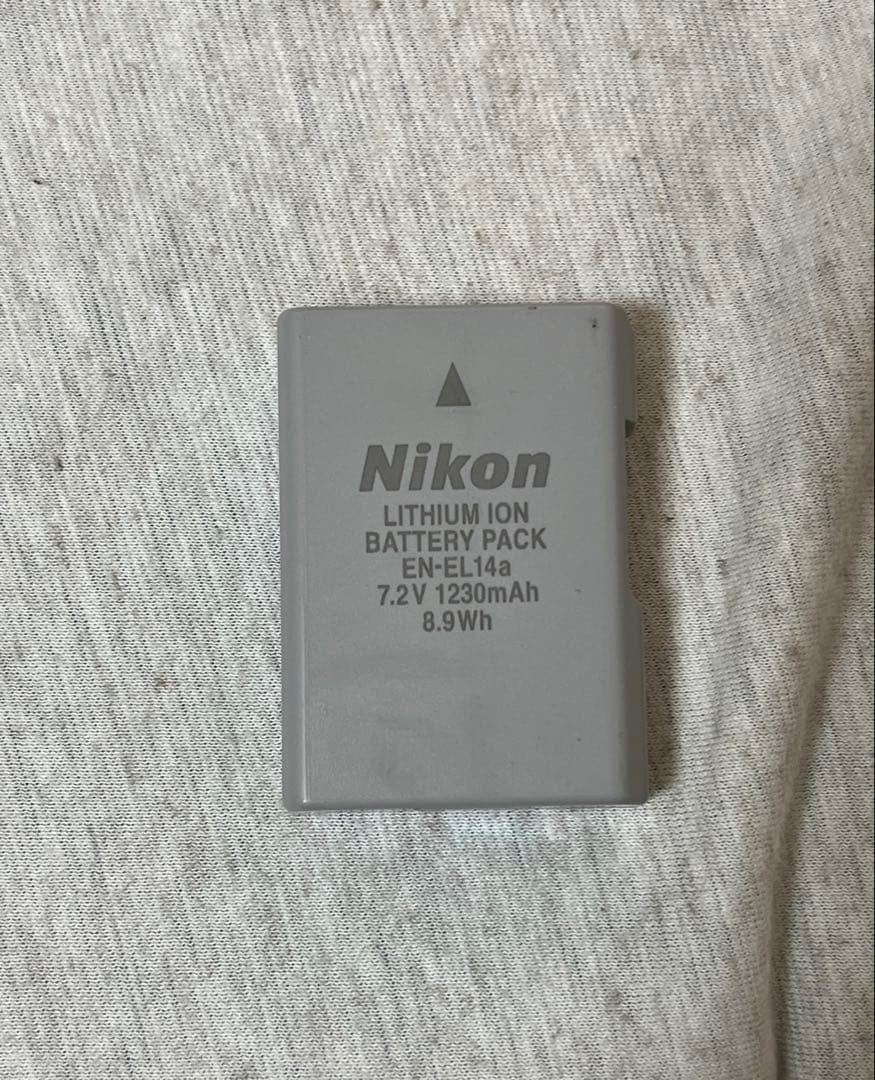 Nikon
LITHIUM ION
BATTERY PACK
EN-EL14a
7.2V 1230mAh
8.9Wh